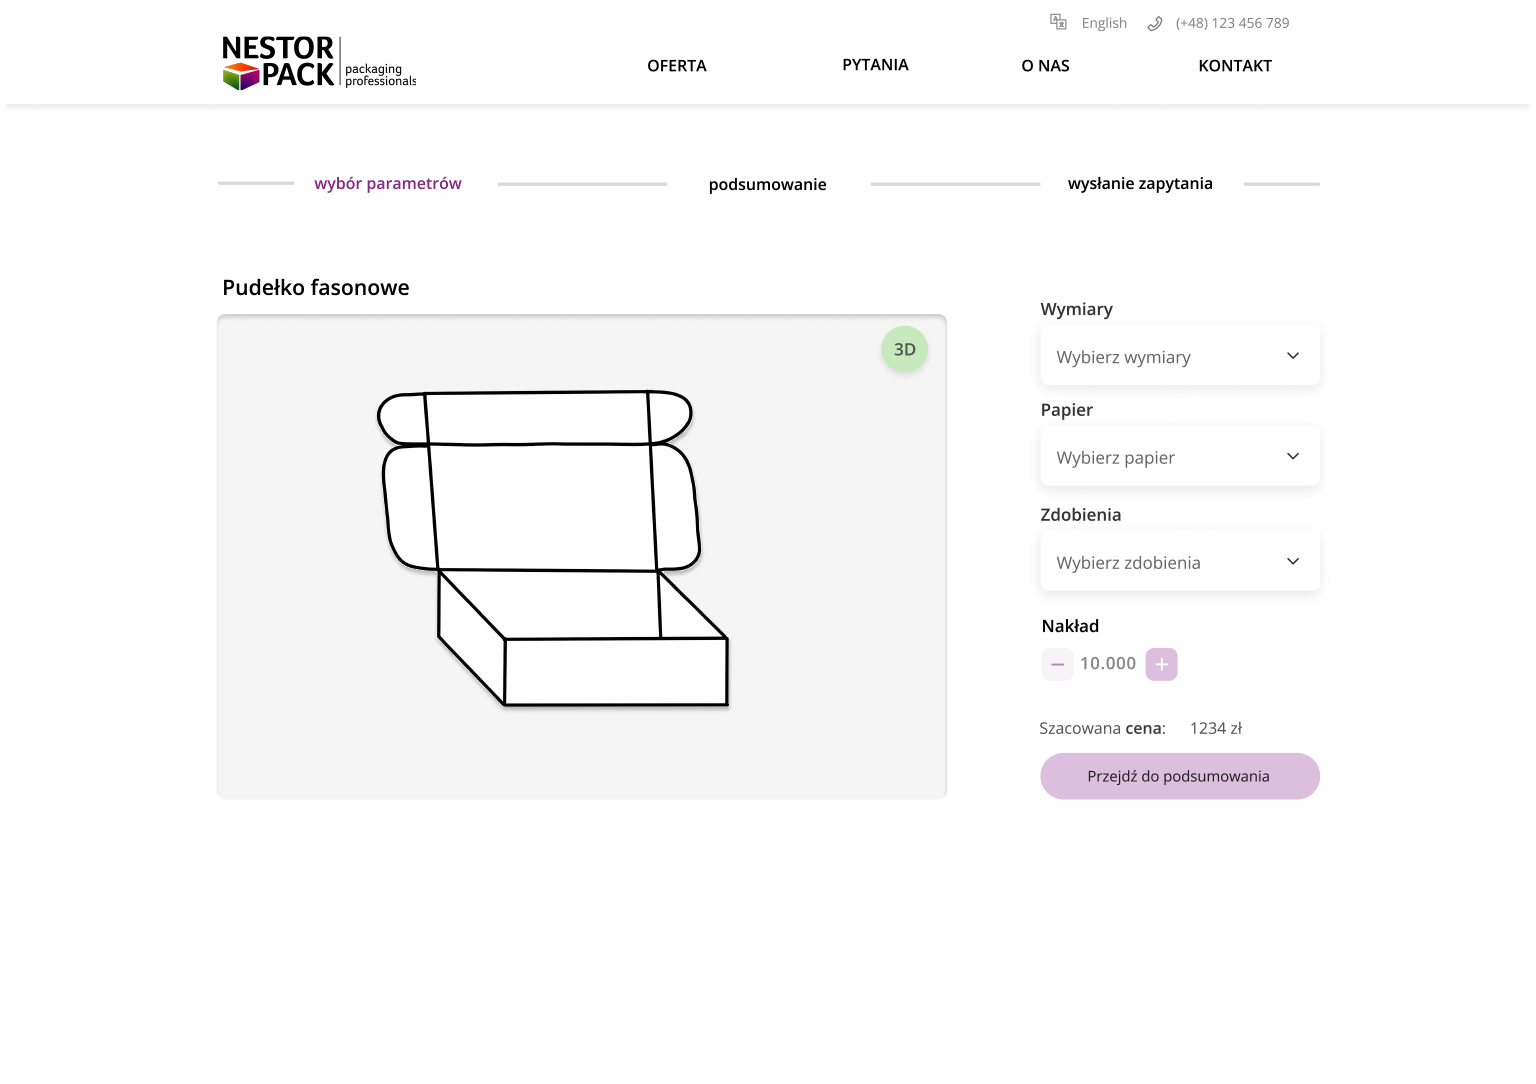 English (+48) 123 456 789
NESTOR
PACK
packaging
professionals
OFERTA PYTANIA O NAS KONTAKT
wybór parametrów podsumowanie wysłanie zapytania
Pudełko fasonowe
3D
Wymiary
Wybierz wymiary
Papier
Wybierz papier
Zdobienia
Wybierz zdobienia
Nakład
− 10.000 +
Szacowana cena: 1234 zł
Przejdź do podsumowania